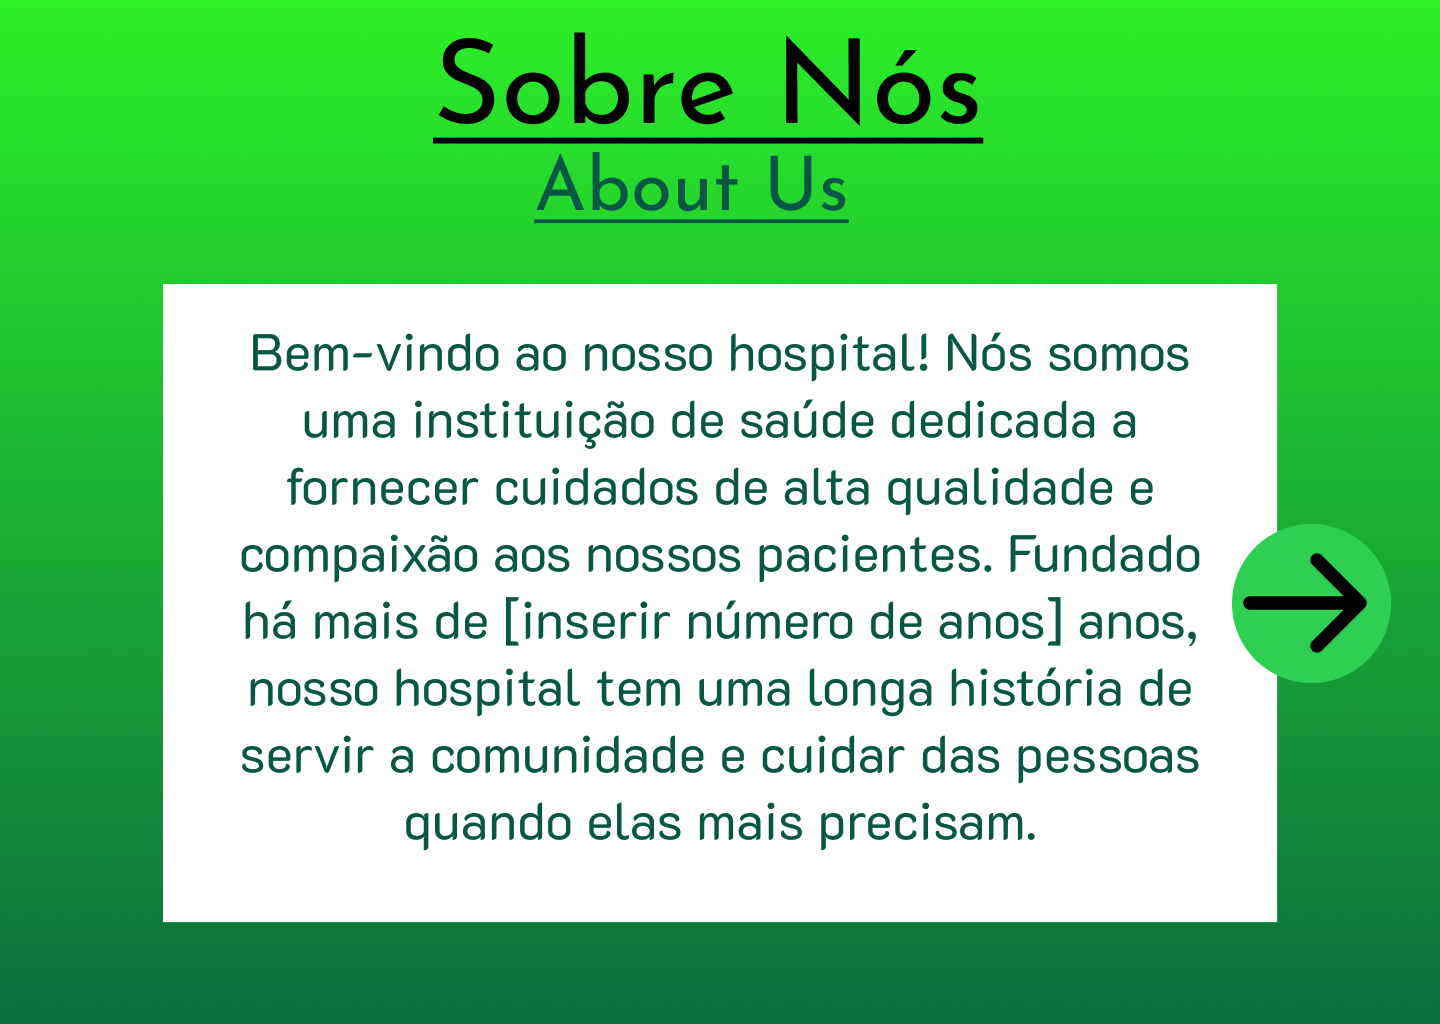 Sobre Nós
About Us
Bem-vindo ao nosso hospital! Nós somos
uma instituição de saúde dedicada a
fornecer cuidados de alta qualidade e
compaixão aos nossos pacientes. Fundado
há mais de [inserir número de anos] anos,
nosso hospital tem uma longa história de
servir a comunidade e cuidar das pessoas
quando elas mais precisam.